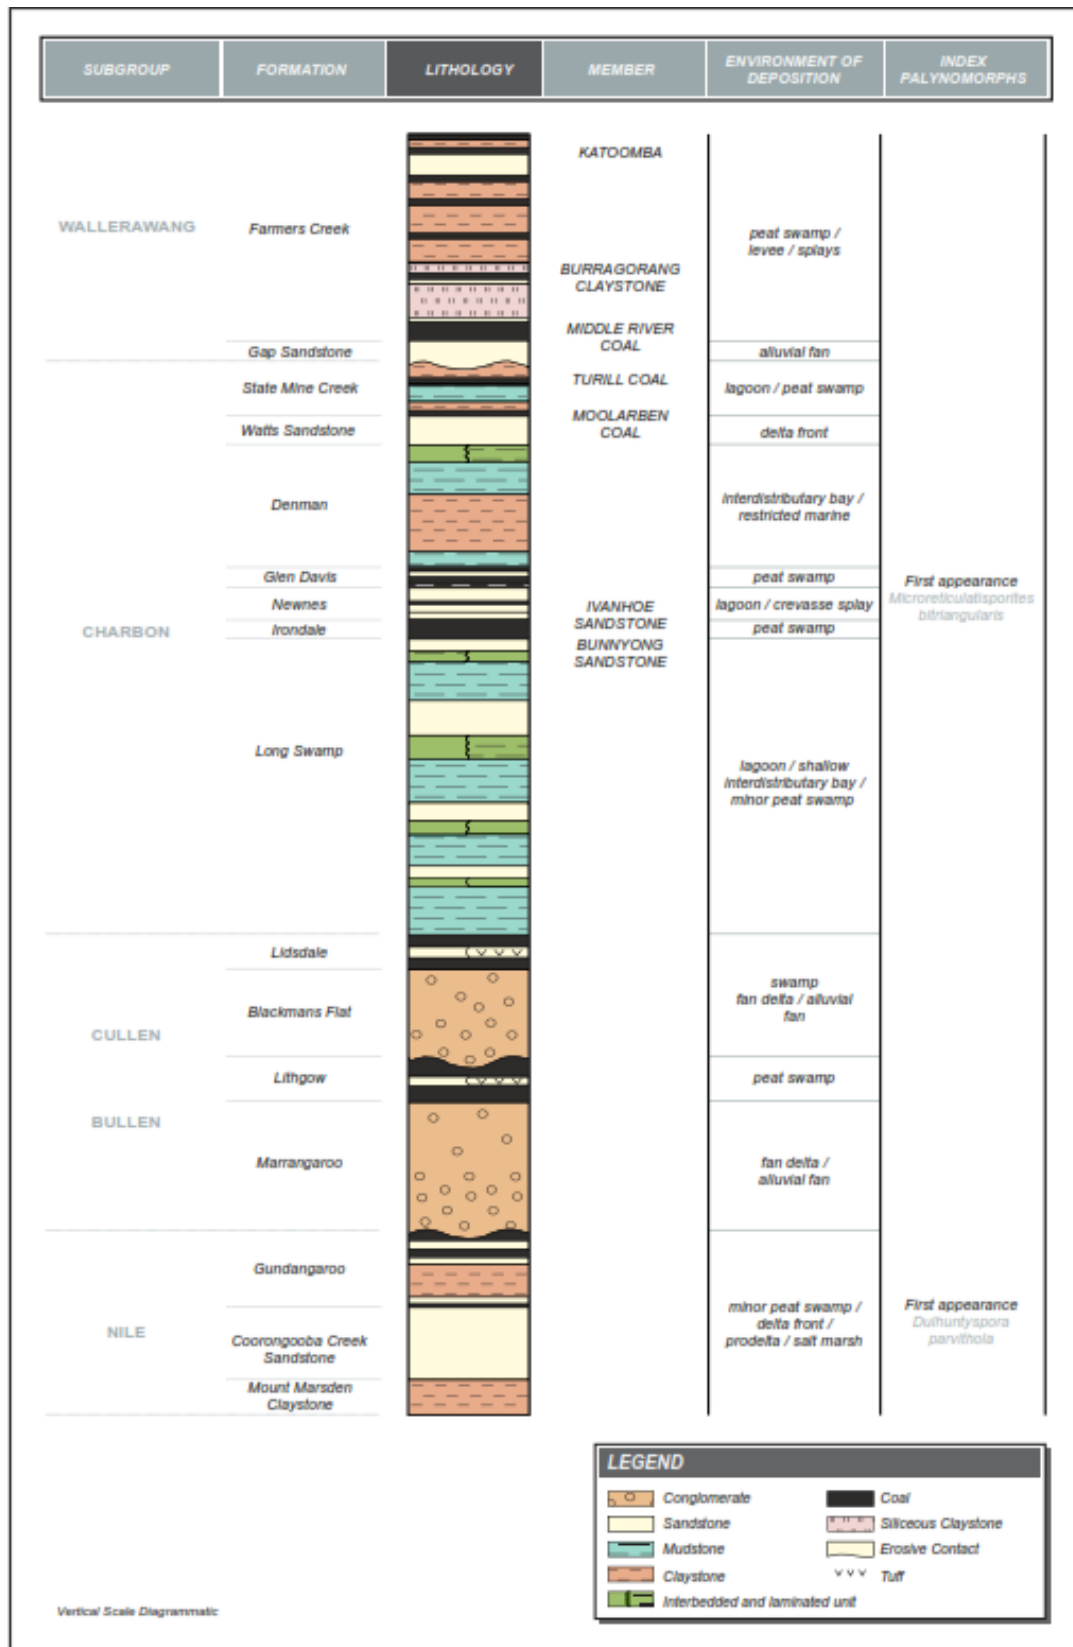 SUBGROUP
FORMATION
LITHOLOGY
MEMBER
ENVIRONMENT OF
DEPOSITION
INDEX
PALYNOMORPHS
KATOOMBA
WALLERAWANG
Farmers Creek
peat swamp /
levee / splays
BURRAGORANG
CLAYSTONE
MIDDLE RIVER
COAL
Gap Sandstone
alluvial fan
State Mine Creek
TURILL COAL
lagoon / peat swamp
MOOLARBEN
COAL
Watts Sandstone
delta front
Denman
interdistributary bay /
restricted marine
Glen Davis
peat swamp
First appearance
Microreticulatisporites
bitriangularis
Newnes
IVANHOE
SANDSTONE
lagoon / crevasse splay
CHARBON
Irondale
peat swamp
BUNNYONG
SANDSTONE
Long Swamp
lagoon / shallow
interdistributary bay /
minor peat swamp
Lidsdale
swamp
fan delta / alluvial
fan
Blackmans Flat
CULLEN
Lithgow
peat swamp
BULLEN
Marrangaroo
fan delta /
alluvial fan
Gundangaroo
minor peat swamp /
delta front /
prodelta / salt marsh
First appearance
Dulhuntyspora
parvithola
NILE
Coorongooba Creek
Sandstone
Mount Marsden
Claystone
LEGEND
Conglomerate
Coal
Sandstone
Siliceous Claystone
Mudstone
Erosive Contact
Claystone
Tuff
Interbedded and laminated unit
Vertical Scale Diagrammatic